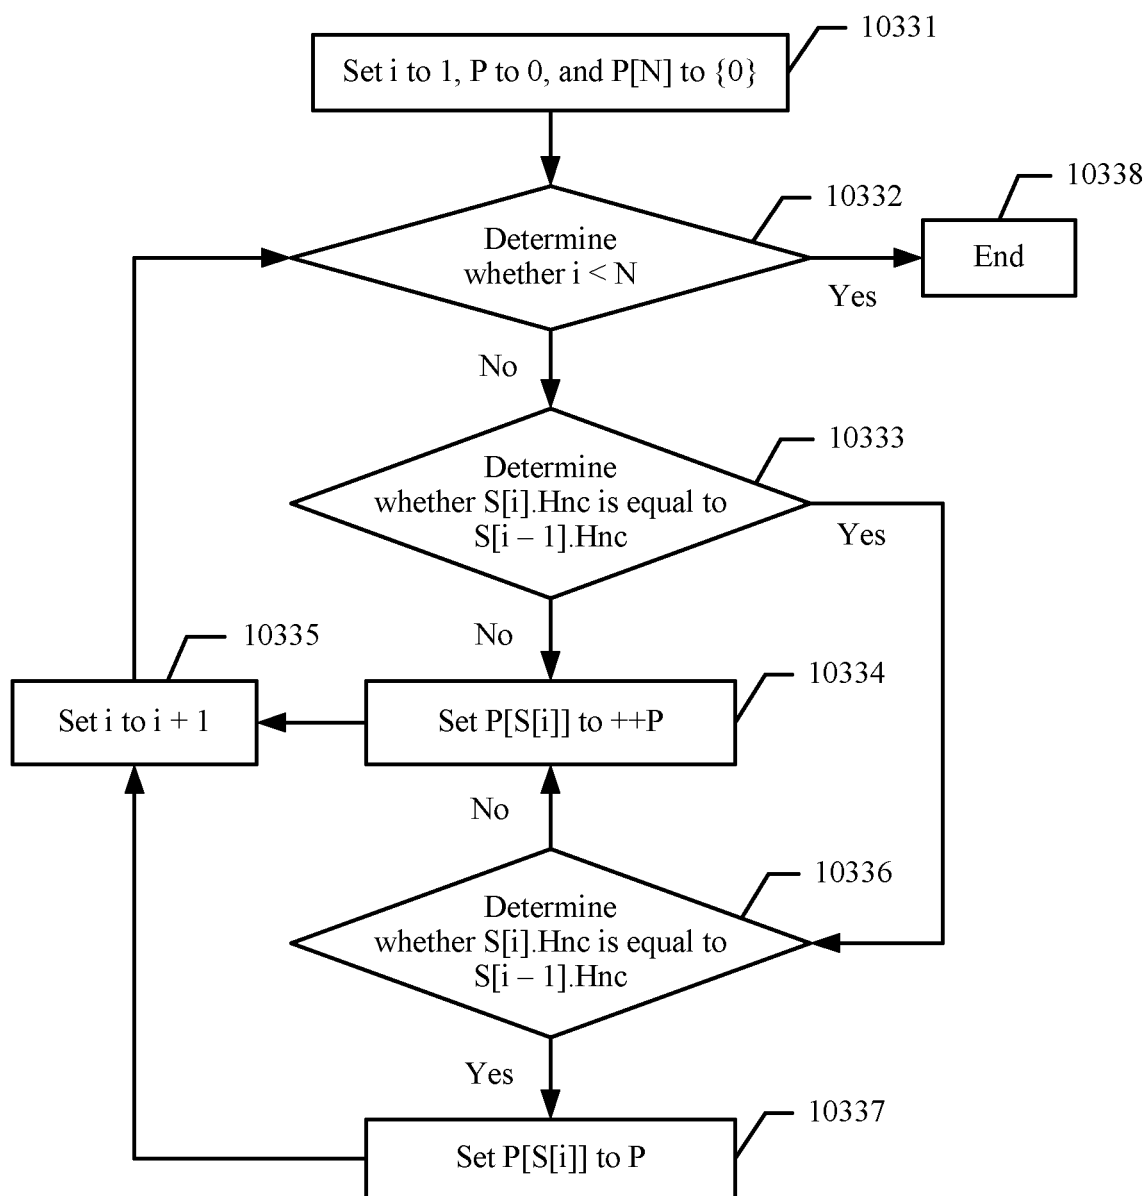 10331
Set i to 1, P to 0, and P[N] to {0}
10338
10332
Determine
whether i < N
End
Yes
No
10333
Determine
whether S[i].Hnc is equal to
S[i – 1].Hnc
Yes
No
10335
10334
Set i to i + 1
Set P[S[i]] to ++P
No
10336
Determine
whether S[i].Hnc is equal to
S[i – 1].Hnc
Yes
10337
Set P[S[i]] to P